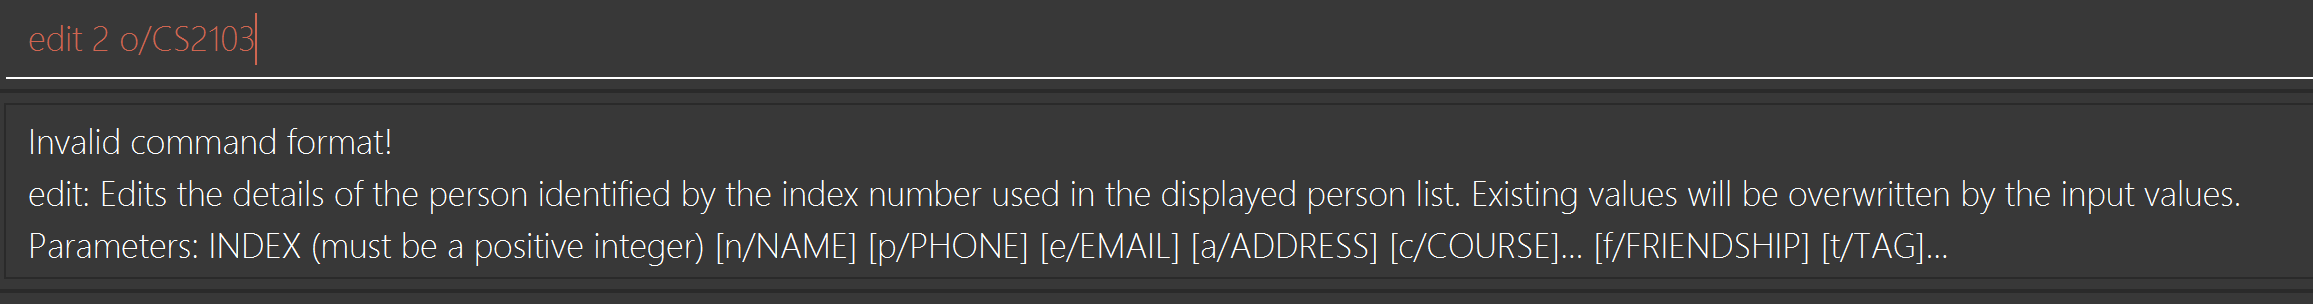 edit 2 o/CS2103
Invalid command format!
edit: Edits the details of the person identified by the index number used in the displayed person list. Existing values will be overwritten by the input values.
Parameters: INDEX (must be a positive integer) [n/NAME] [p/PHONE] [e/EMAIL] [a/ADDRESS] [c/COURSE]... [f/FRIENDSHIP] [t/TAG]...